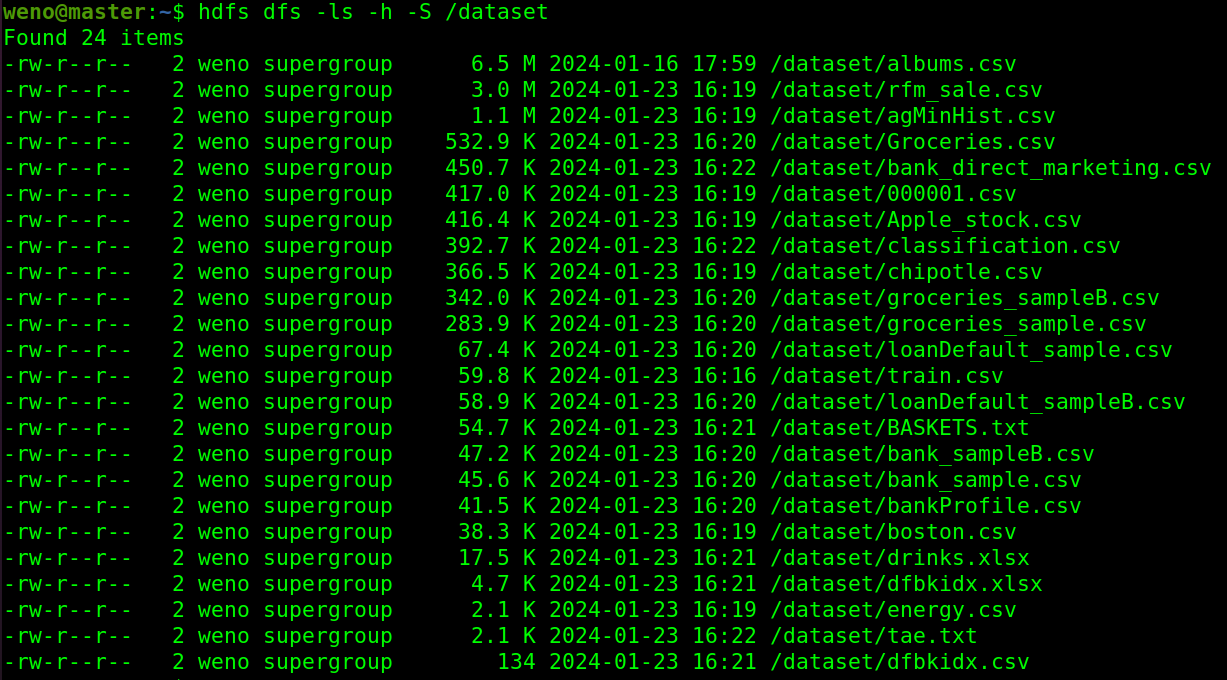 weno@master:~$ hdfs dfs -ls -h -S /dataset
Found 24 items
-rw-r--r--   2 weno supergroup      6.5 M 2024-01-16 17:59 /dataset/albums.csv
-rw-r--r--   2 weno supergroup      3.0 M 2024-01-23 16:19 /dataset/rfm_sale.csv
-rw-r--r--   2 weno supergroup      1.1 M 2024-01-23 16:19 /dataset/agMinHist.csv
-rw-r--r--   2 weno supergroup    532.9 K 2024-01-23 16:20 /dataset/Groceries.csv
-rw-r--r--   2 weno supergroup    450.7 K 2024-01-23 16:22 /dataset/bank_direct_marketing.csv
-rw-r--r--   2 weno supergroup    417.0 K 2024-01-23 16:19 /dataset/000001.csv
-rw-r--r--   2 weno supergroup    416.4 K 2024-01-23 16:19 /dataset/Apple_stock.csv
-rw-r--r--   2 weno supergroup    392.7 K 2024-01-23 16:22 /dataset/classification.csv
-rw-r--r--   2 weno supergroup    366.5 K 2024-01-23 16:19 /dataset/chipotle.csv
-rw-r--r--   2 weno supergroup    342.0 K 2024-01-23 16:20 /dataset/groceries_sampleB.csv
-rw-r--r--   2 weno supergroup    283.9 K 2024-01-23 16:20 /dataset/groceries_sample.csv
-rw-r--r--   2 weno supergroup     67.4 K 2024-01-23 16:20 /dataset/loanDefault_sample.csv
-rw-r--r--   2 weno supergroup     59.8 K 2024-01-23 16:16 /dataset/train.csv
-rw-r--r--   2 weno supergroup     58.9 K 2024-01-23 16:20 /dataset/loanDefault_sampleB.csv
-rw-r--r--   2 weno supergroup     54.7 K 2024-01-23 16:21 /dataset/BASKETS.txt
-rw-r--r--   2 weno supergroup     47.2 K 2024-01-23 16:20 /dataset/bank_sampleB.csv
-rw-r--r--   2 weno supergroup     45.6 K 2024-01-23 16:20 /dataset/bank_sample.csv
-rw-r--r--   2 weno supergroup     41.5 K 2024-01-23 16:20 /dataset/bankProfile.csv
-rw-r--r--   2 weno supergroup     38.3 K 2024-01-23 16:19 /dataset/boston.csv
-rw-r--r--   2 weno supergroup     17.5 K 2024-01-23 16:21 /dataset/drinks.xlsx
-rw-r--r--   2 weno supergroup      4.7 K 2024-01-23 16:21 /dataset/dfbkidx.xlsx
-rw-r--r--   2 weno supergroup      2.1 K 2024-01-23 16:19 /dataset/energy.csv
-rw-r--r--   2 weno supergroup      2.1 K 2024-01-23 16:22 /dataset/tae.txt
-rw-r--r--   2 weno supergroup        134 2024-01-23 16:21 /dataset/dfbkidx.csv